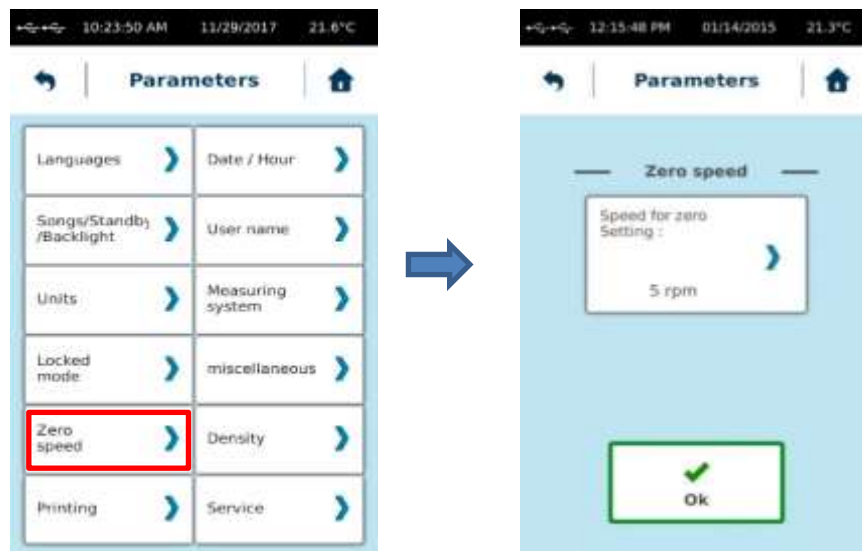 10:23:50 AM 11/29/2017 21.6°C
Parameters
Languages
Date / Hour
Songs/Standby
/Backlight
User name
Units
Measuring
system
Locked
mode
miscellaneous
Zero
speed
Density
Printing
Service
12:15:48 PM 01/14/2015 21.3°C
Parameters
Zero speed
Speed for zero
Setting :
5 rpm
Ok